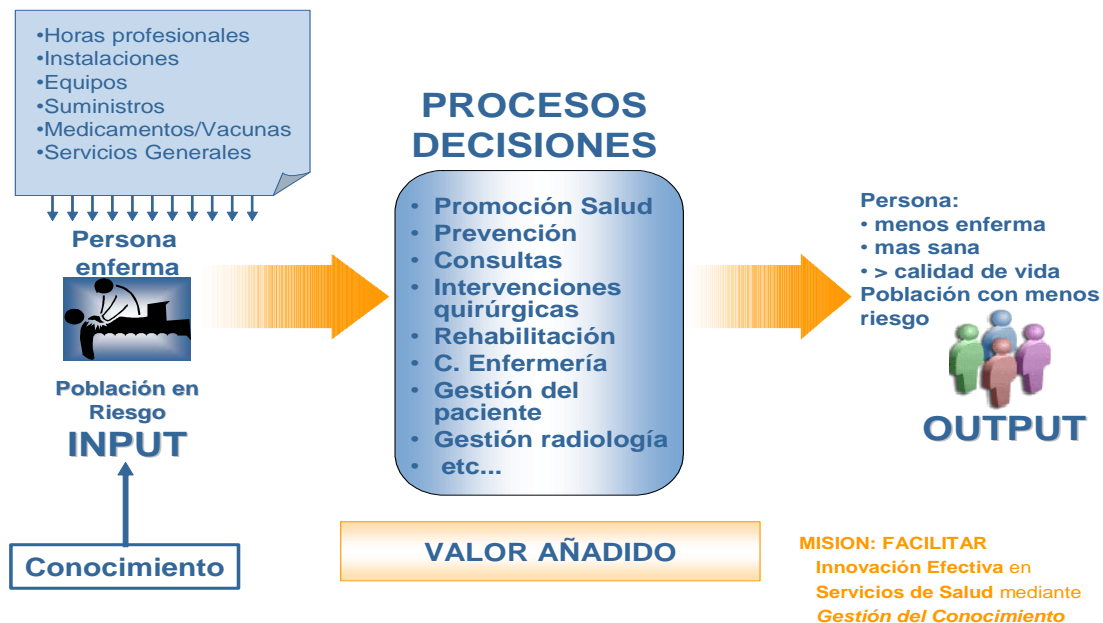 •Horas profesionales
•Instalaciones
•Equipos
•Suministros
•Medicamentos/Vacunas
•Servicios Generales
Persona
enferma
Población en
Riesgo
INPUT
Conocimiento
PROCESOS
DECISIONES
• Promoción Salud
• Prevención
• Consultas
• Intervenciones
quirúrgicas
• Rehabilitación
• C. Enfermería
• Gestión del
paciente
• Gestión radiología
• etc...
VALOR AÑADIDO
Persona:
• menos enferma
• mas sana
• > calidad de vida
Población con menos
riesgo
OUTPUT
MISION: FACILITAR
Innovación Efectiva en
Servicios de Salud mediante
Gestión del Conocimiento